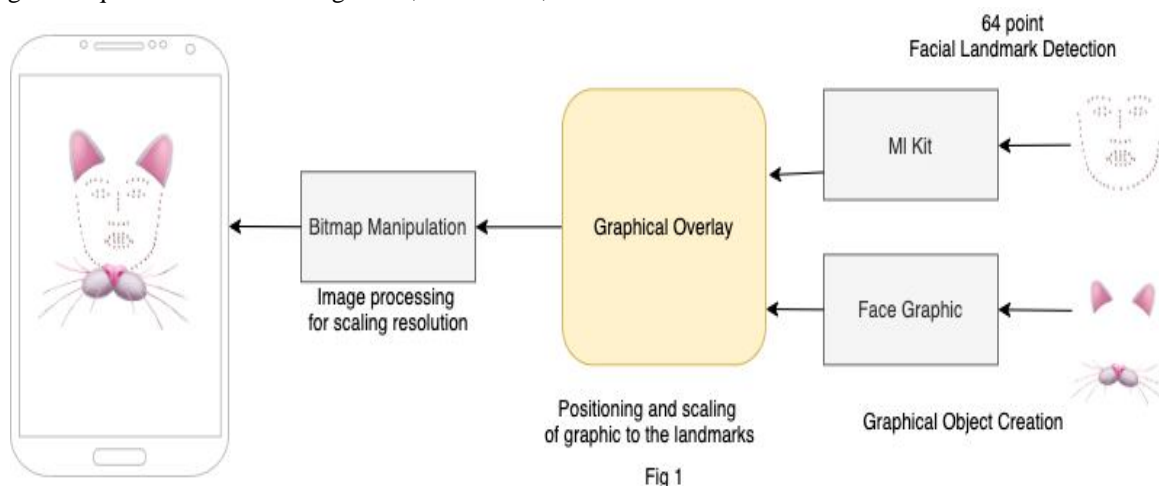 64 point
Facial Landmark Detection
Ml Kit
Bitmap Manipulation
Graphical Overlay
Image processing
for scaling resolution
Face Graphic
Positioning and scaling
of graphic to the landmarks
Graphical Object Creation
Fig 1